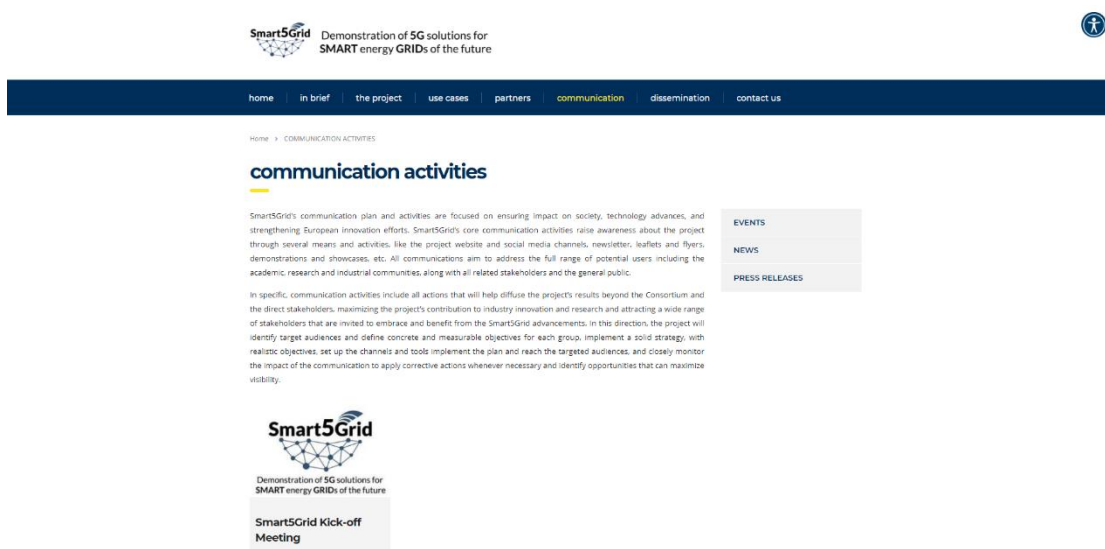 Smart5Grid
Demonstration of 5G solutions for
SMART energy GRIDs of the future
home
in brief
the project
use cases
partners
communication
dissemination
contact us
Home > COMMUNICATION ACTIVITIES
communication activities
Smart5Grid's communication plan and activities are focused on ensuring impact on society, technology advances, and
strengthening European innovation efforts. Smart5Grid's core communication activities raise awareness about the project
through several means and activities, like the project website and social media channels, newsletter, leaflets and flyers,
demonstrations and showcases, etc. All communications aim to address the full range of potential users including the
academic, research and industrial communities, along with all related stakeholders and the general public.
In specific, communication activities include all actions that will help diffuse the project's results beyond the Consortium and
the direct stakeholders, maximizing the project's contribution to industry innovation and research and attracting a wide range
of stakeholders that are invited to embrace and benefit from the Smart5Grid advancements. In this direction, the project will
identify target audiences and define concrete and measurable objectives for each group, implement a solid strategy, with
realistic objectives, set up the channels and tools implement the plan and reach the targeted audiences, and closely monitor
the impact of the communication to apply corrective actions whenever necessary and identify opportunities that can maximize
visibility.
EVENTS
NEWS
PRESS RELEASES
Smart5Grid
Demonstration of 5G solutions for
SMART energy GRIDs of the future
Smart5Grid Kick-off
Meeting